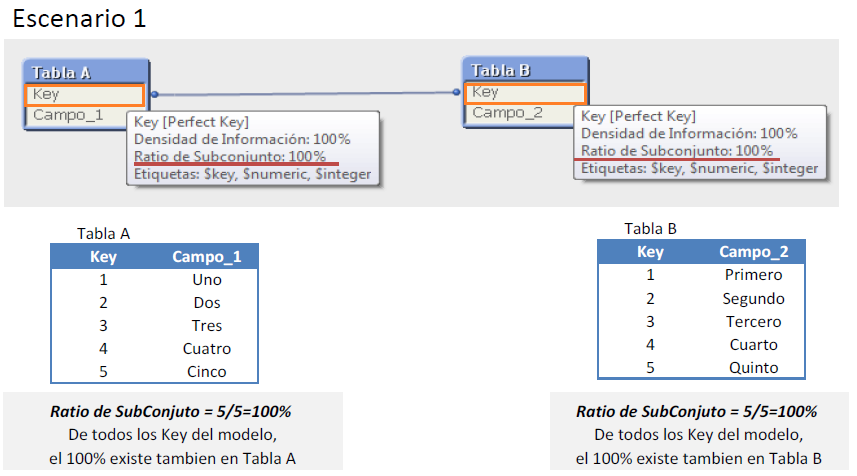 Escenario 1
Tabla A
Key
Campo_1
Key [Perfect Key]
Densidad de Información: 100%
Ratio de Subconjunto: 100%
Etiquetas: $key, $numeric, $integer
Tabla B
Key
Campo_2
Key [Perfect Key]
Densidad de Información: 100%
Ratio de Subconjunto: 100%
Etiquetas: $key, $numeric, $integer
Tabla A
Key Campo_1
1 Uno
2 Dos
3 Tres
4 Cuatro
5 Cinco
Ratio de SubConjuto = 5/5=100%
De todos los Key del modelo,
el 100% existe tambien en Tabla A
Tabla B
Key Campo_2
1 Primero
2 Segundo
3 Tercero
4 Cuarto
5 Quinto
Ratio de SubConjuto = 5/5=100%
De todos los Key del modelo,
el 100% existe tambien en Tabla B